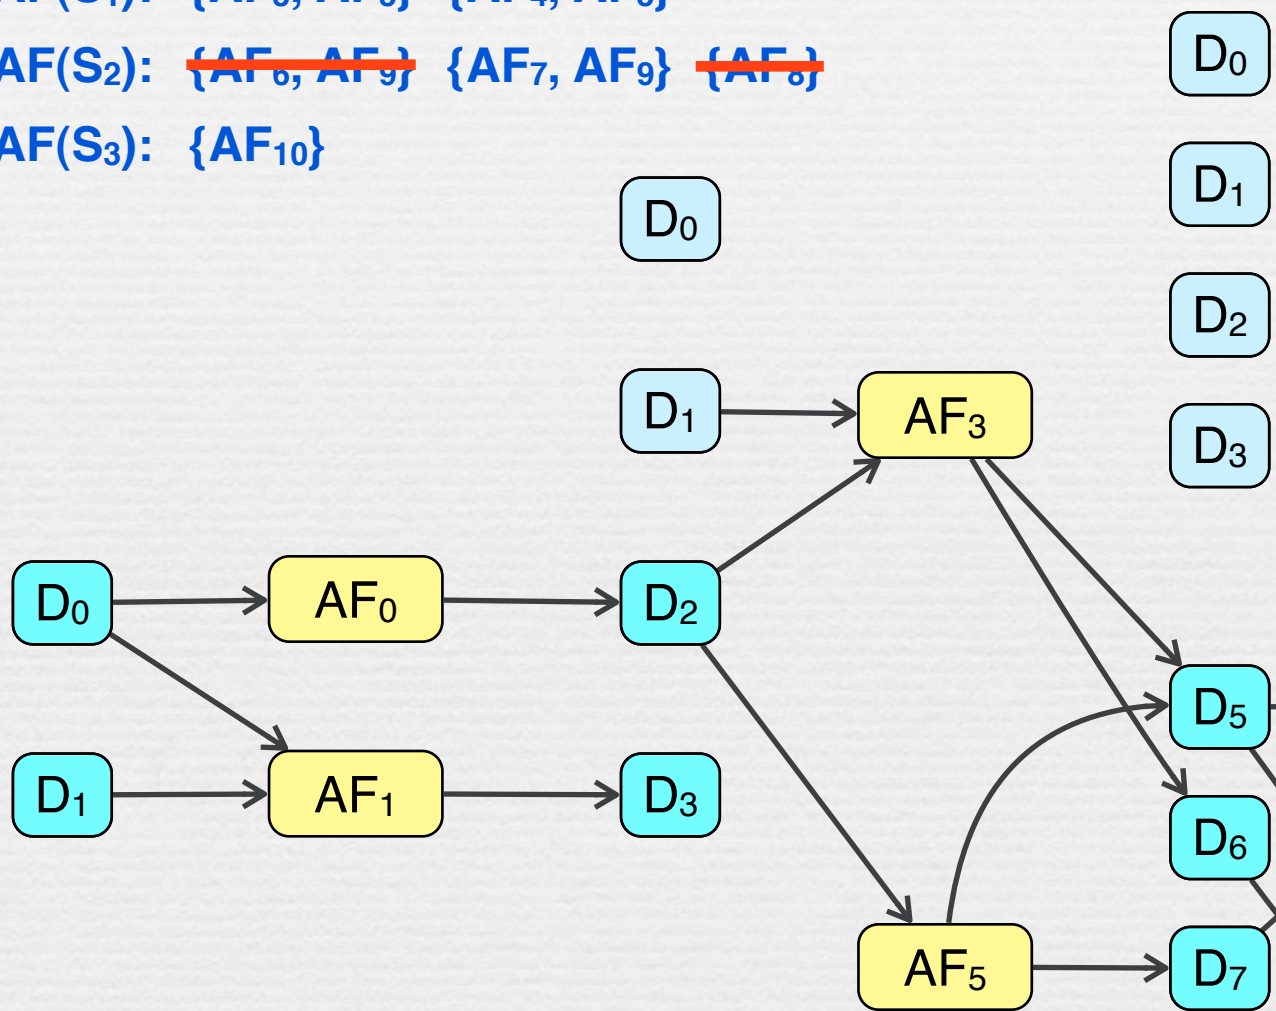 AF(S2): {AF6, AF9} {AF7, AF9} {AF8}
AF(S3): {AF10}
D0
D0
D1
D2
D3
D1
AF3
D0
AF0
D2
D5
D1
AF1
D3
D6
AF5
D7